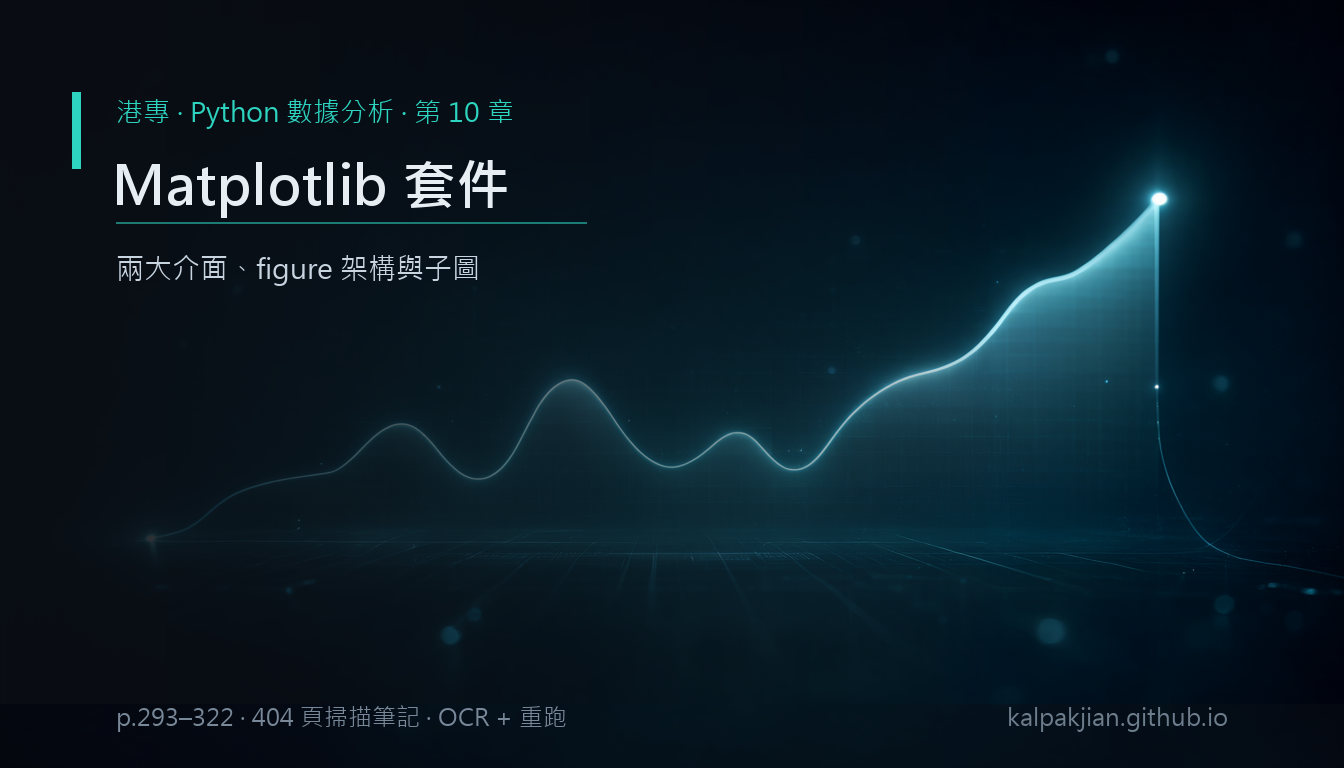 港專 · Python 數據分析 · 第 10 章
Matplotlib 套件
兩大介面、figure 架構與子圖
p.293–322 · 404 頁掃描筆記 · OCR + 重跑
kalpakjian.github.io